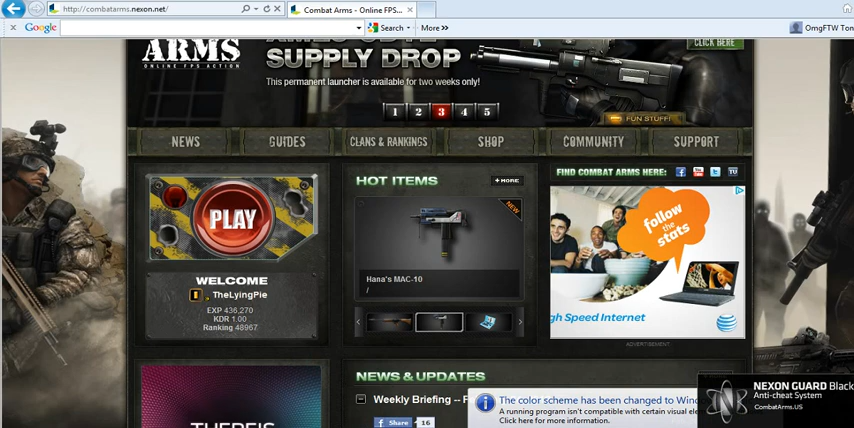 http://combatarms.nexon.net/
Combat Arms - Online FPS...
Google
Search
More »
OmgFTW Ton
ARMS
ONLINE FPS ACTION
SUPPLY DROP
This permanent launcher is available for two weeks only!
CLICK HERE
1 2 3 4 5
FUN STUFF!
NEWS
GUIDES
CLANS & RANKINGS
SHOP
COMMUNITY
SUPPORT
PLAY
WELCOME
TheLyingPie
EXP 436,270
KDR 1.00
Ranking 48967
HOT ITEMS
+ MORE
NEW
Hana's MAC-10
/
FIND COMBAT ARMS HERE:
follow
the
stats
gh Speed Internet
at&t
ADVERTISEMENT
NEWS & UPDATES
Weekly Briefing --
Share
16
The color scheme has been changed to Winc
A running program isn't compatible with certain visual ele
Click here for more information.
NEXON GUARD Black
Anti-cheat System
CombatArms.US